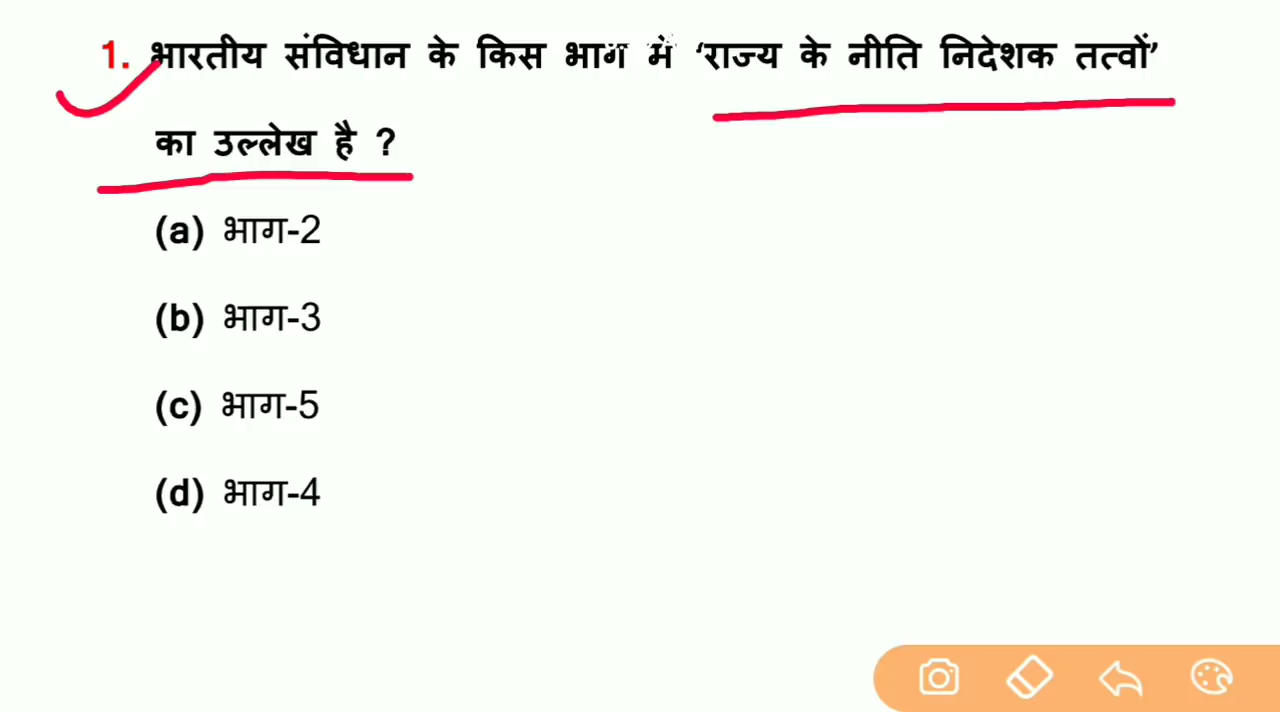 1. भारतीय संविधान के किस भाग में ‘राज्य के नीति निदेशक तत्वों’
का उल्लेख है ?
(a) भाग-2
(b) भाग-3
(c) भाग-5
(d) भाग-4